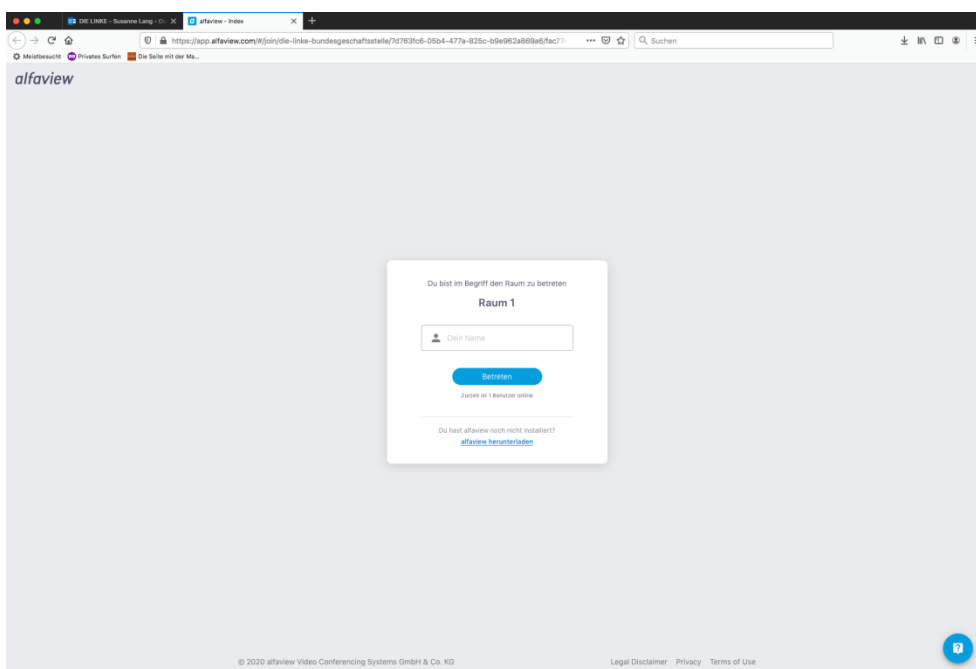 DIE LINKE - Susanne Lang - Ou
alfaview - Index
https://app.alfaview.com/#/join/die-linke-bundesgeschaftsstelle/7d763fc6-05b4-477a-825c-b9e962a869a6/fac77
Suchen
Meistbesucht
Privates Surfen
Die Seite mit der Ma...
alfaview
Du bist im Begriff den Raum zu betreten
Raum 1
Dein Name
Betreten
Zurzeit ist 1 Benutzer online
Du hast alfaview noch nicht installiert?
alfaview herunterladen
© 2020 alfaview Video Conferencing Systems GmbH & Co. KG
Legal Disclaimer Privacy Terms of Use